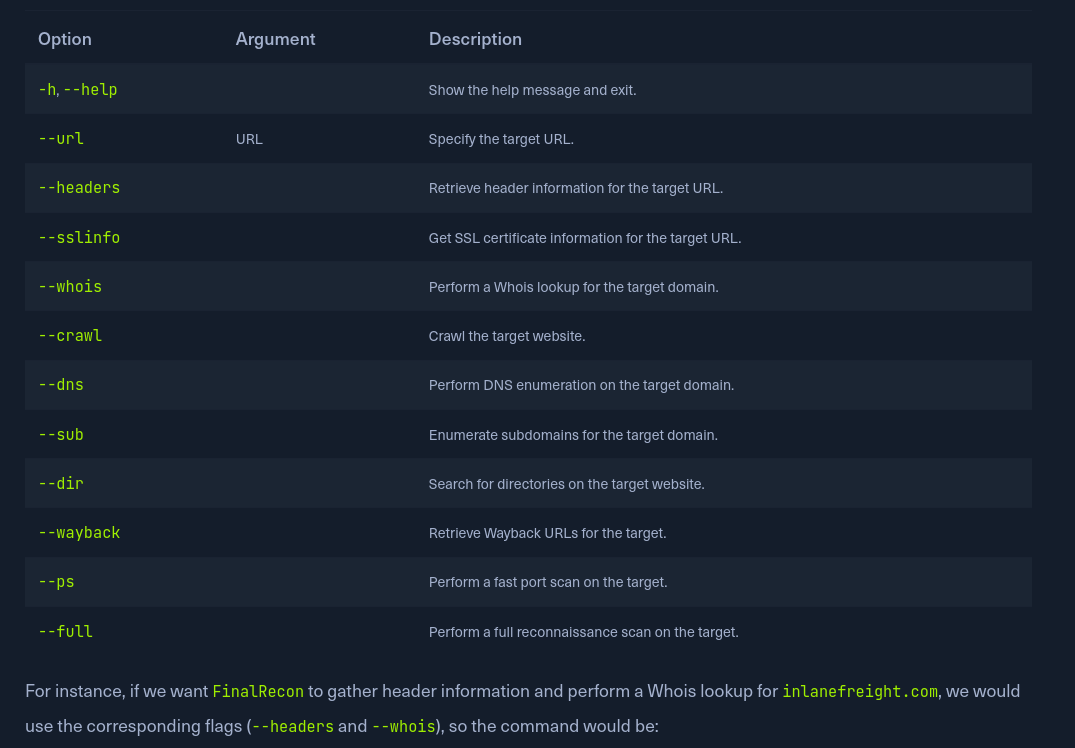 Option Argument Description
-h, --help Show the help message and exit.
--url URL Specify the target URL.
--headers Retrieve header information for the target URL.
--sslinfo Get SSL certificate information for the target URL.
--whois Perform a Whois lookup for the target domain.
--crawl Crawl the target website.
--dns Perform DNS enumeration on the target domain.
--sub Enumerate subdomains for the target domain.
--dir Search for directories on the target website.
--wayback Retrieve Wayback URLs for the target.
--ps Perform a fast port scan on the target.
--full Perform a full reconnaissance scan on the target.
For instance, if we want FinalRecon to gather header information and perform a Whois lookup for inlanefreight.com, we would
use the corresponding flags (--headers and --whois), so the command would be: